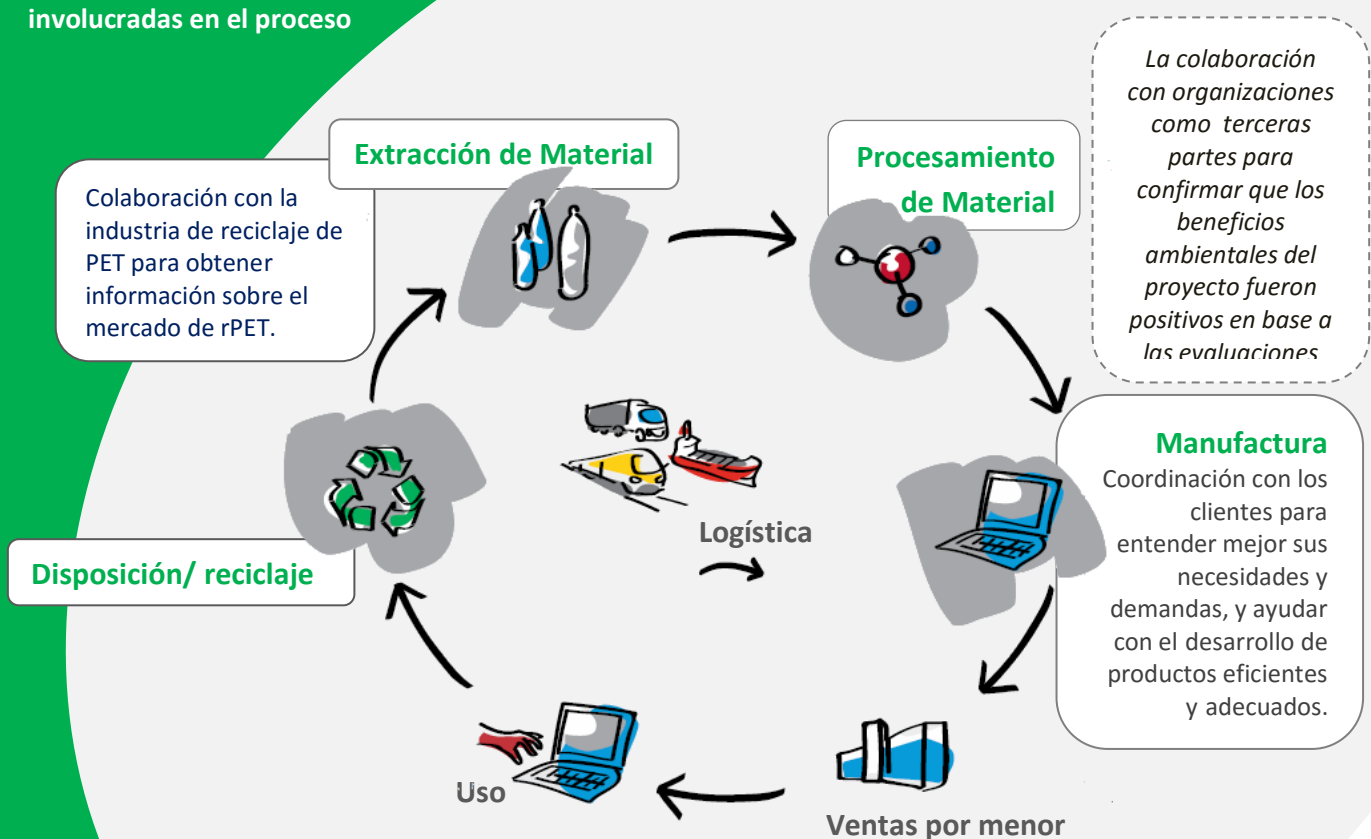 involucradas en el proceso
La colaboración
con organizaciones
como terceras
partes para
confirmar que los
beneficios
ambientales del
proyecto fueron
positivos en base a
las evaluaciones
Extracción de Material
Procesamiento
de Material
Colaboración con la
industria de reciclaje de
PET para obtener
información sobre el
mercado de rPET.
Manufactura
Coordinación con los
clientes para
entender mejor sus
necesidades y
demandas, y ayudar
con el desarrollo de
productos eficientes
y adecuados.
Logística
Disposición/ reciclaje
Uso
Ventas por menor